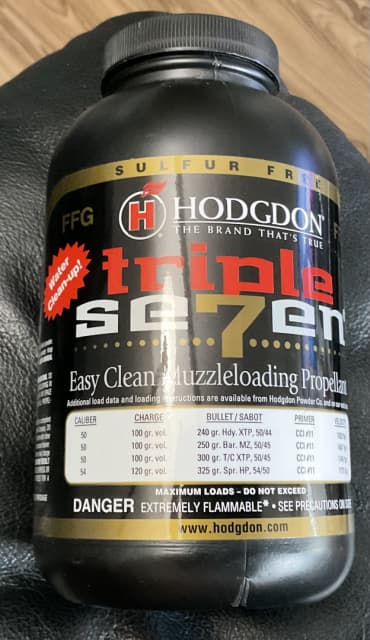 SULFUR FREE
FFG
H HODGDON
THE BRAND THAT'S TRUE
Water
Clean-up!
triple
se7en
Easy Clean Muzzleloading Propellant
Additional load data and loading instructions are available from Hodgdon Powder Co.
CALIBER CHARGE BULLET / SABOT PRIMER
50 100 gr. vol. 240 gr. Hdy. XTP, 50/44 CCI #11
50 100 gr. vol. 250 gr. Bar. MZ, 50/45 CCI #11
50 100 gr. vol. 300 gr. T/C XTP, 50/45 CCI #11
54 120 gr. vol. 325 gr. Spr. HP, 54/50 CCI #11
MAXIMUM LOADS – DO NOT EXCEED
DANGER EXTREMELY FLAMMABLE* • SEE PRECAUTIONS ON
www.hodgdon.com